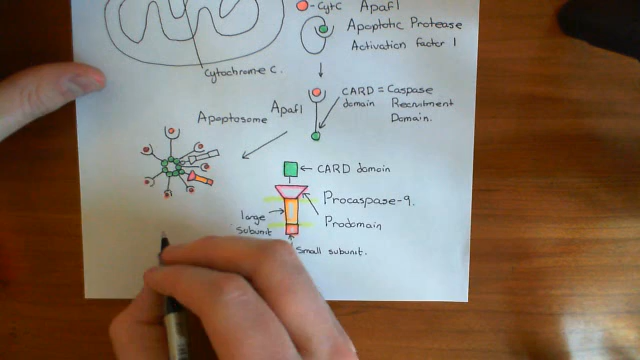 -CytC Apaf1
Apoptotic Protease
Activation factor 1
Cytochrome c.
CARD = Caspase
domain Recruitment
Domain.
Apaf1
Apoptosome
CARD domain
Procaspase-9.
Prodomain
large
subunit
Small subunit.